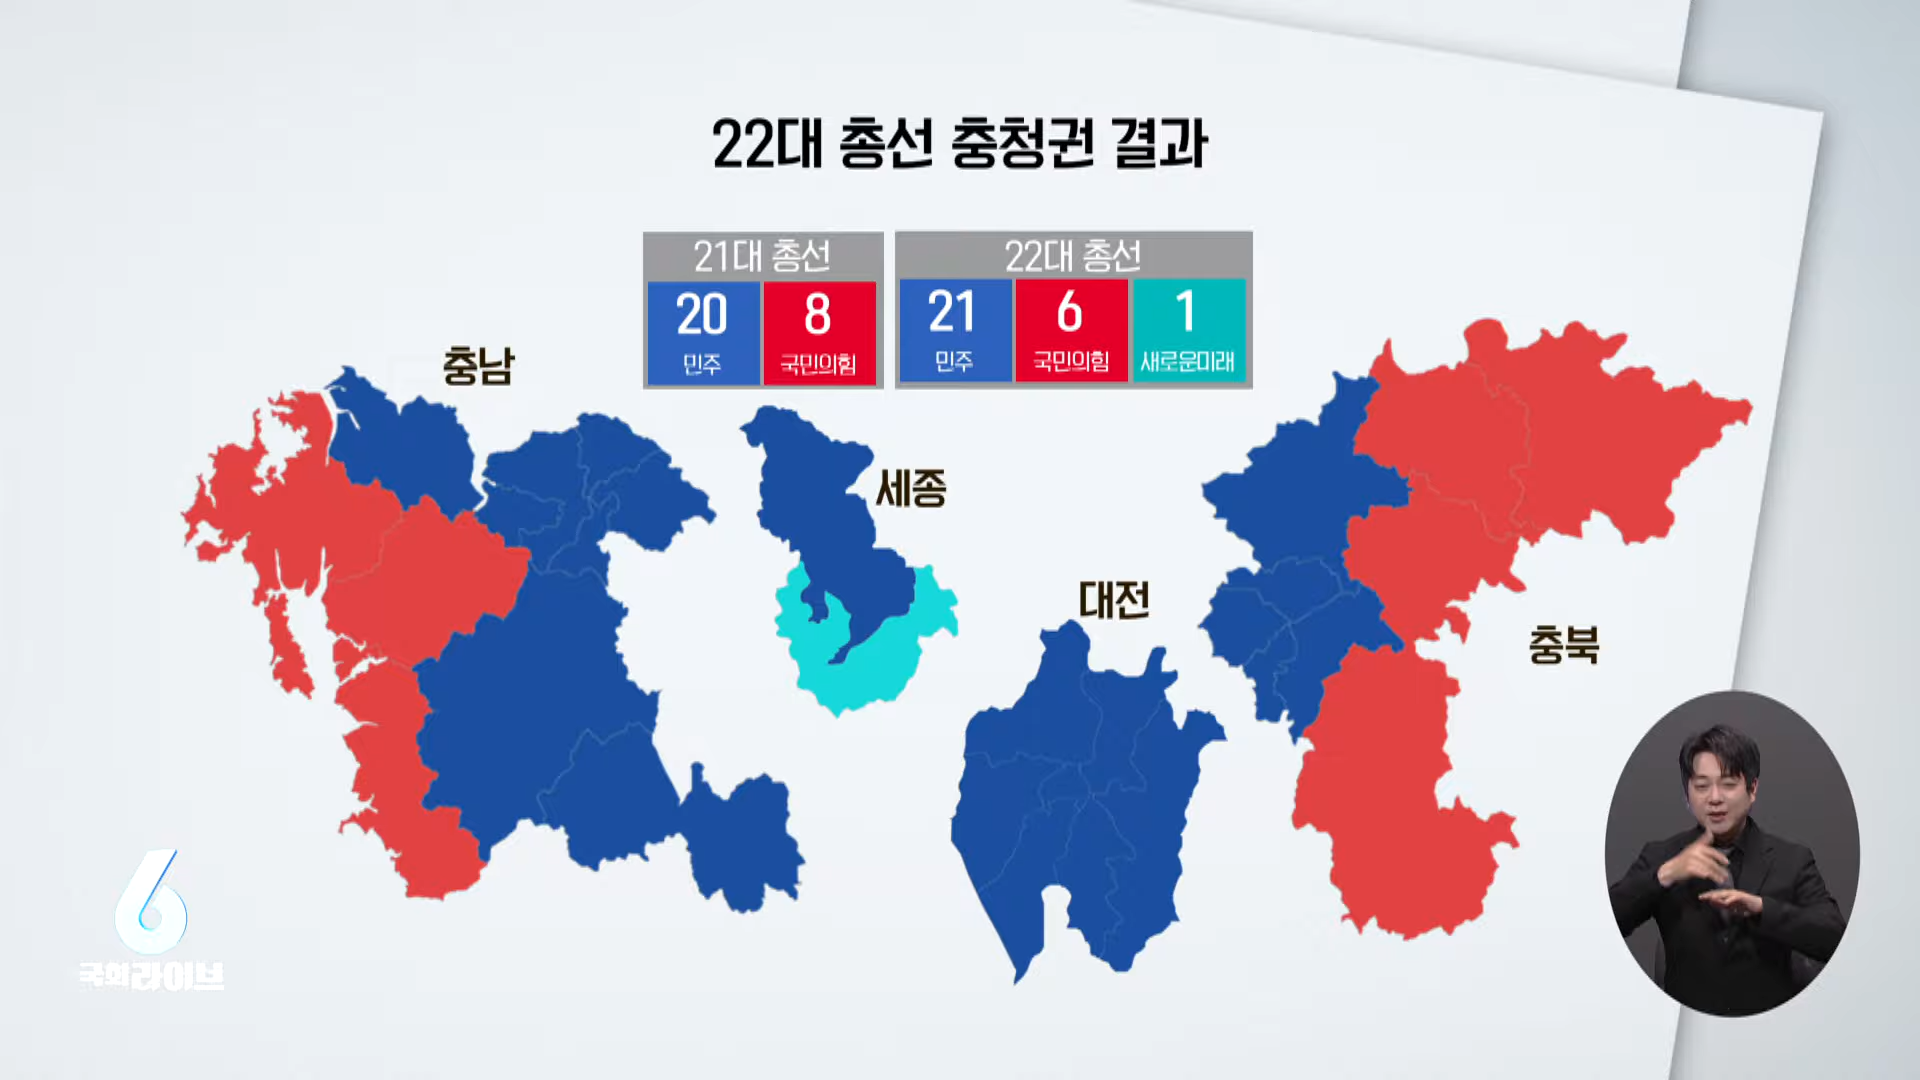 22대 총선 충청권 결과
21대 총선
20
민주
8
국민의힘
22대 총선
21
민주
6
국민의힘
1
새로운미래
충남
세종
대전
충북
6
국회라이브